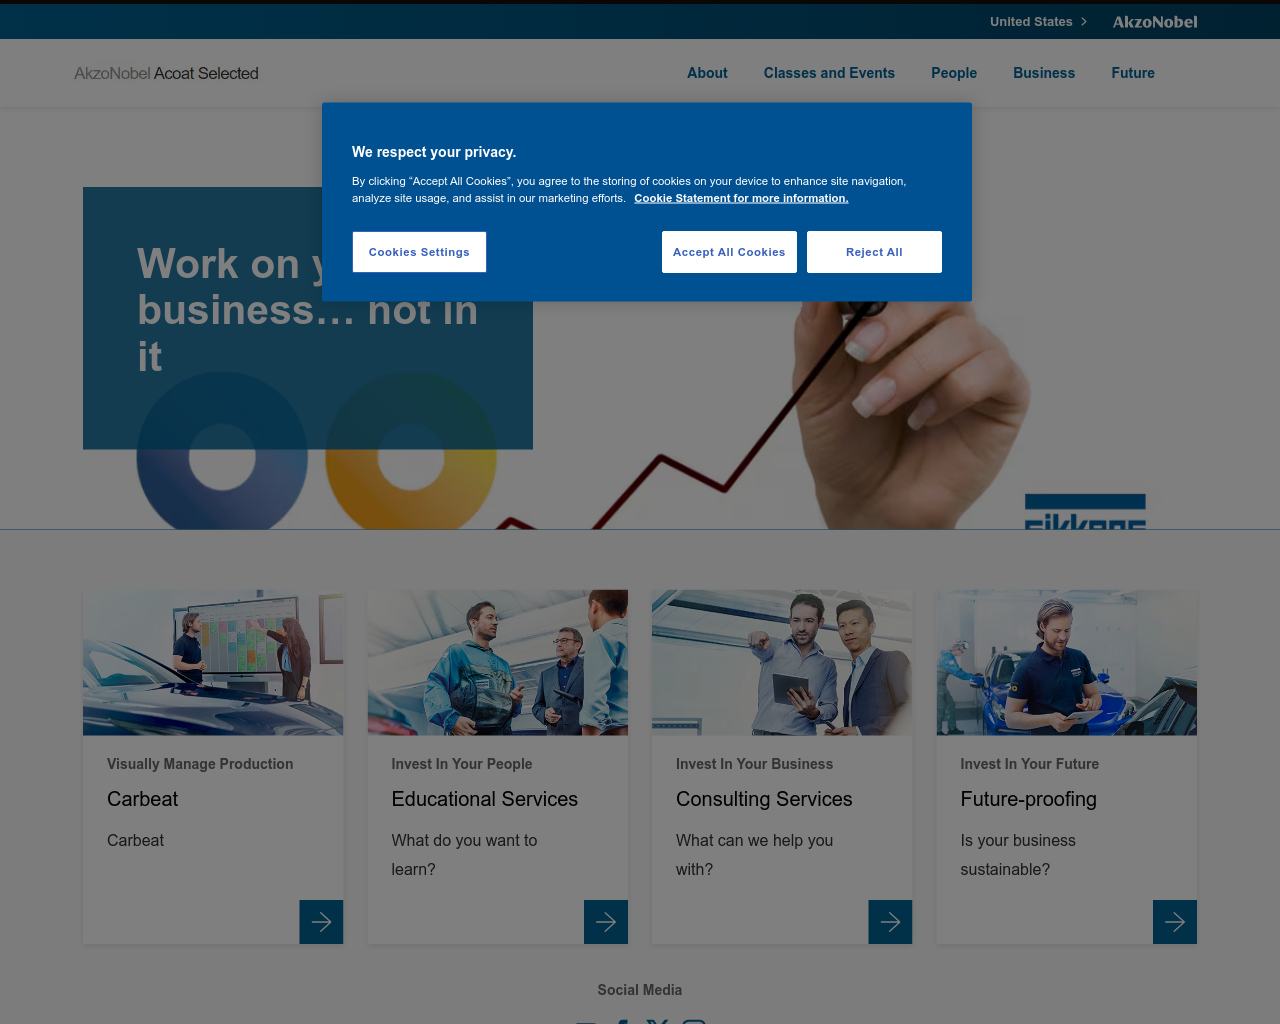 United States
AkzoNobel
AkzoNobel Acoat Selected
About
Classes and Events
People
Business
Future
We respect your privacy.
By clicking “Accept All Cookies”, you agree to the storing of cookies on your device to enhance site navigation,
analyze site usage, and assist in our marketing efforts. Cookie Statement for more information.
Cookies Settings
Accept All Cookies
Reject All
Work on
business… not in
it
Visually Manage Production
Carbeat
Carbeat
Invest In Your People
Educational Services
What do you want to
learn?
Invest In Your Business
Consulting Services
What can we help you
with?
Invest In Your Future
Future-proofing
Is your business
sustainable?
Social Media